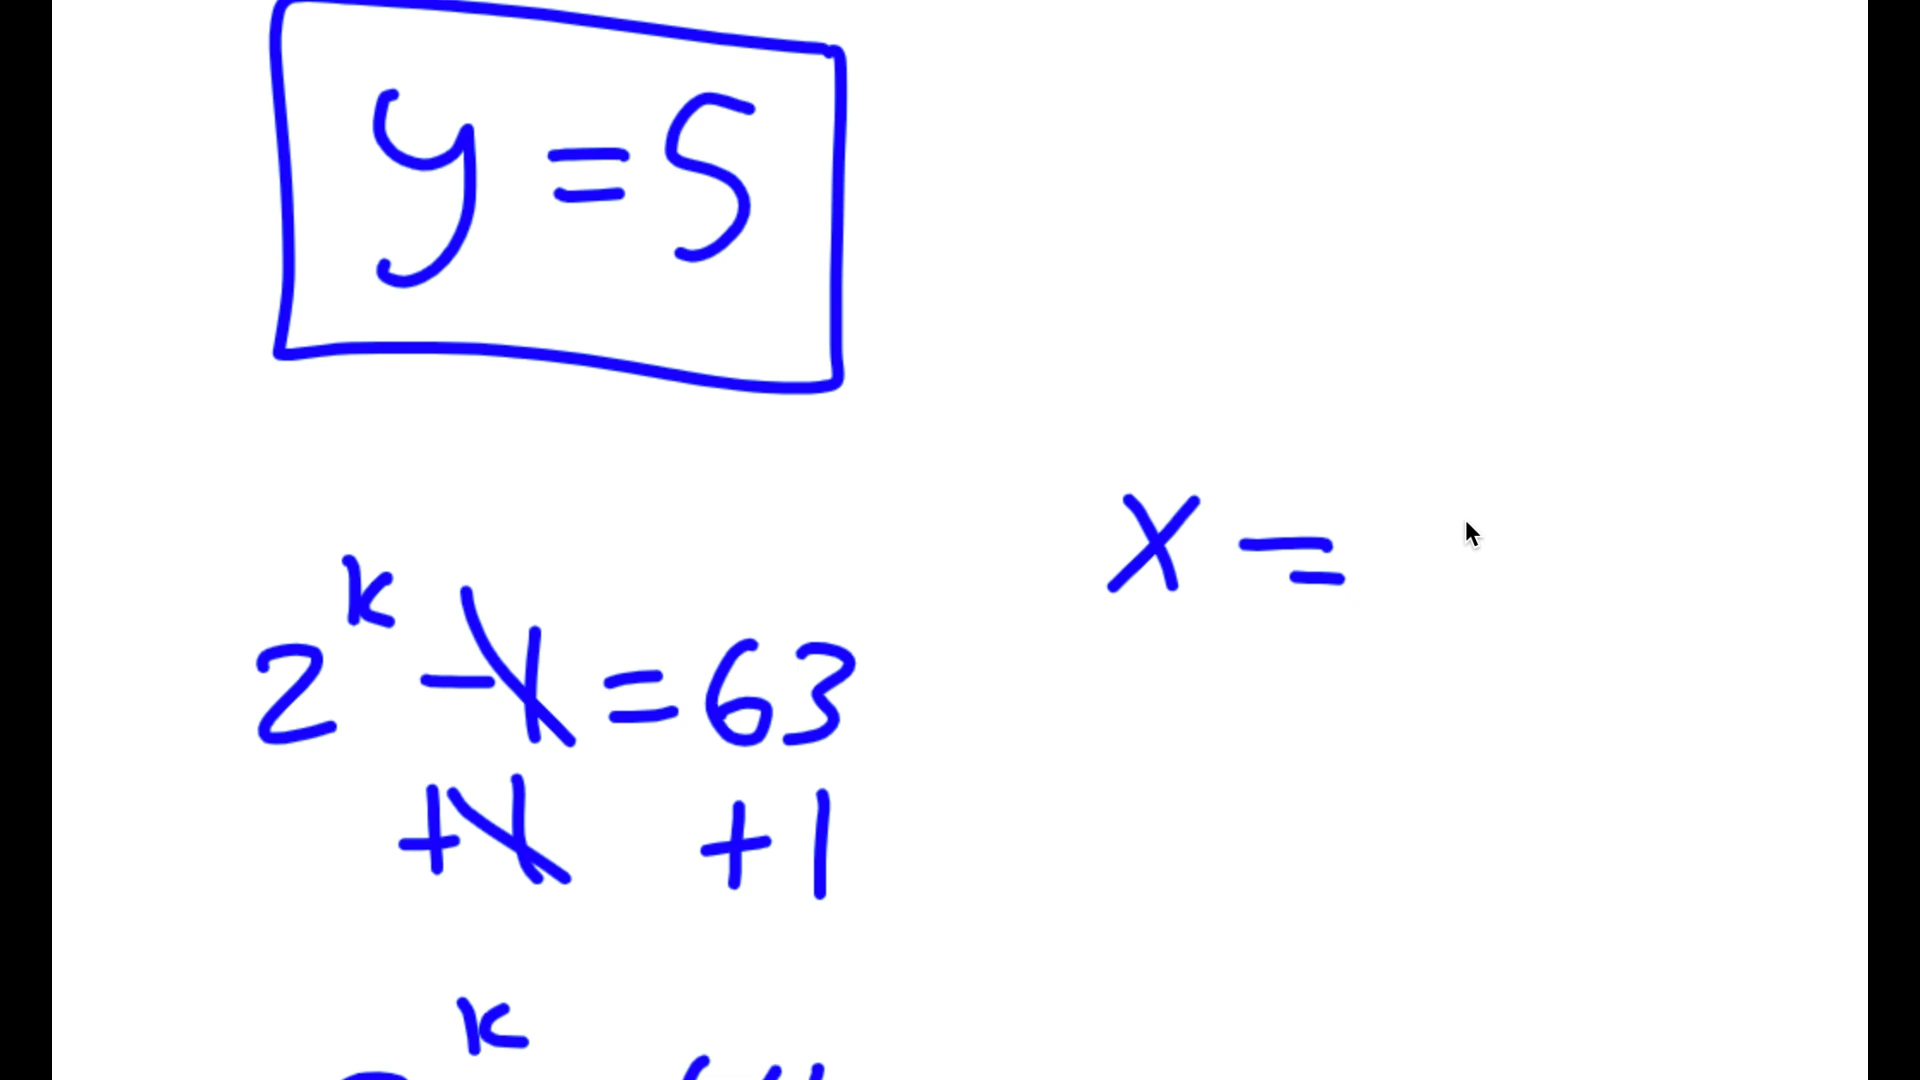 y = 5
x =
2^k - 1 = 63
+1 +1
k